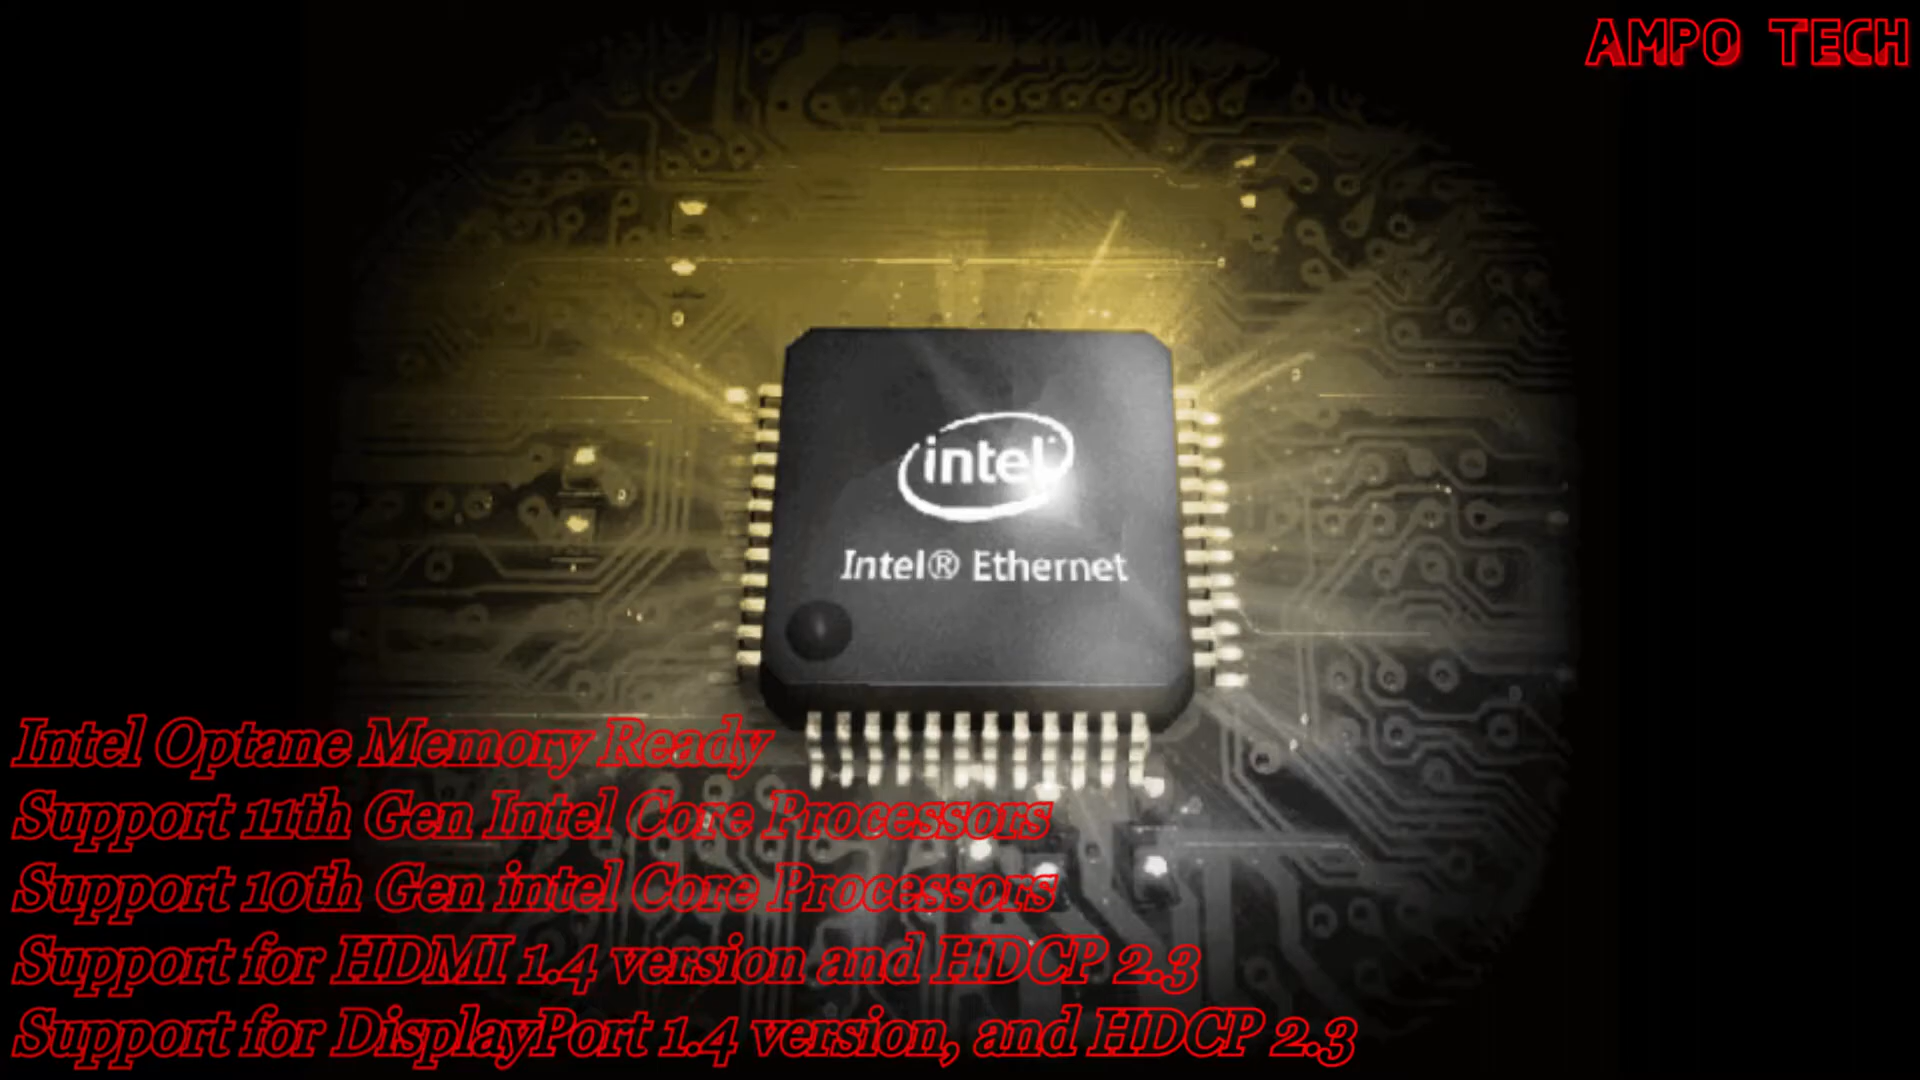 AMPO TECH
intel
Intel® Ethernet
Intel Optane Memory Ready
Support 11th Gen Intel Core Processors
Support 10th Gen intel Core Processors
Support for HDMI 1.4 version and HDCP 2.3
Support for DisplayPort 1.4 version, and HDCP 2.3